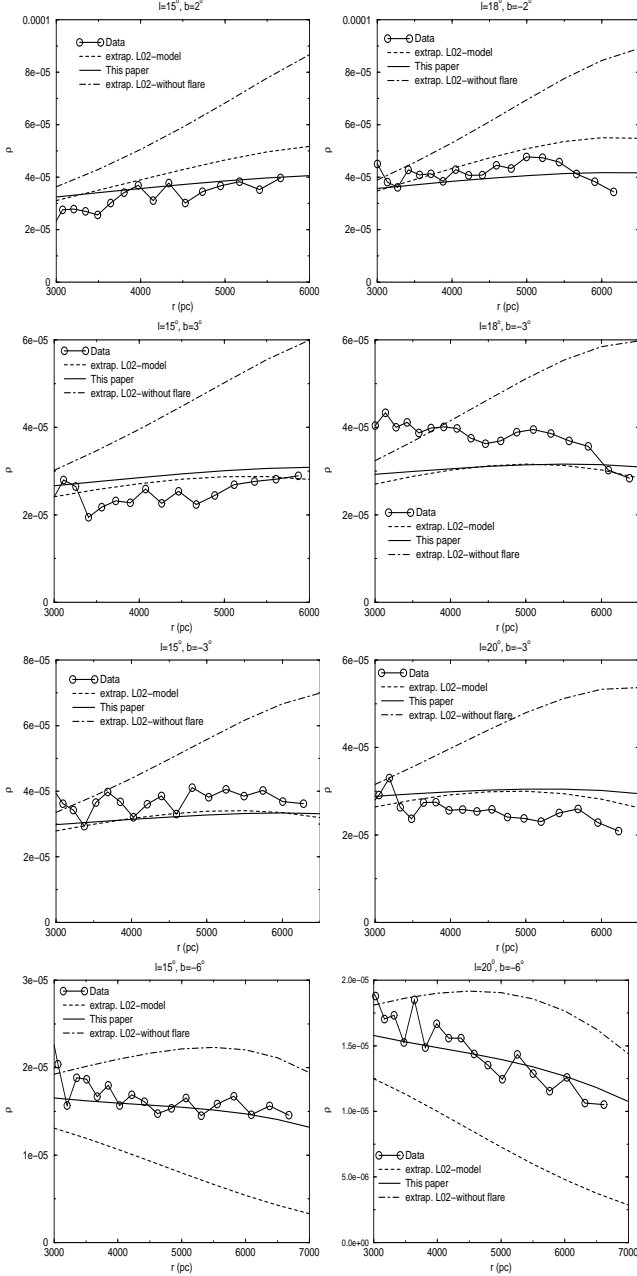 l=15°, b=2°
0.0001
8e−05
6e−05
4e−05
2e−05
0
ρ
Data
extrap. L02−model
This paper
extrap. L02−without flare
3000 4000 5000 6000
r (pc)
l=18°, b=−2°
0.0001
8e−05
6e−05
4e−05
2e−05
0
ρ
Data
extrap. L02−model
This paper
extrap. L02−without flare
3000 4000 5000 6000
r (pc)
l=15°, b=3°
6e−05
4e−05
2e−05
0
ρ
Data
extrap. L02−model
This paper
extrap. L02−without flare
3000 4000 5000 6000
r (pc)
l=18°, b=−3°
6e−05
4e−05
2e−05
0
ρ
Data
extrap. L02−model
This paper
extrap. L02−without flare
3000 4000 5000 6000
r (pc)
l=15°, b=−3°
8e−05
6e−05
4e−05
2e−05
0
ρ
Data
extrap. L02−model
This paper
extrap. L02−without flare
3000 4000 5000 6000
r (pc)
l=20°, b=−3°
6e−05
4e−05
2e−05
0
ρ
Data
extrap. L02−model
This paper
extrap. L02−without flare
3000 4000 5000 6000
r (pc)
l=15°, b=−6°
3e−05
2e−05
1e−05
0
ρ
Data
extrap. L02−model
This paper
extrap. L02−without flare
3000 4000 5000 6000 7000
r (pc)
l=20°, b=−6°
2.0e−05
1.5e−05
1.0e−05
5.0e−06
0.0e+00
ρ
Data
extrap. L02−model
This paper
extrap. L02−without flare
3000 4000 5000 6000 7000
r (pc)